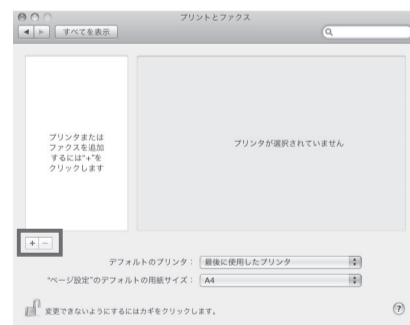 プリントとファクス
すべてを表示
プリンタまたは
ファクスを追加
するには“+”を
クリックします
プリンタが選択されていません
+ −
デフォルトのプリンタ： 最後に使用したプリンタ
“ページ設定”のデフォルトの用紙サイズ： A4
変更できないようにするにはカギをクリックします。
?